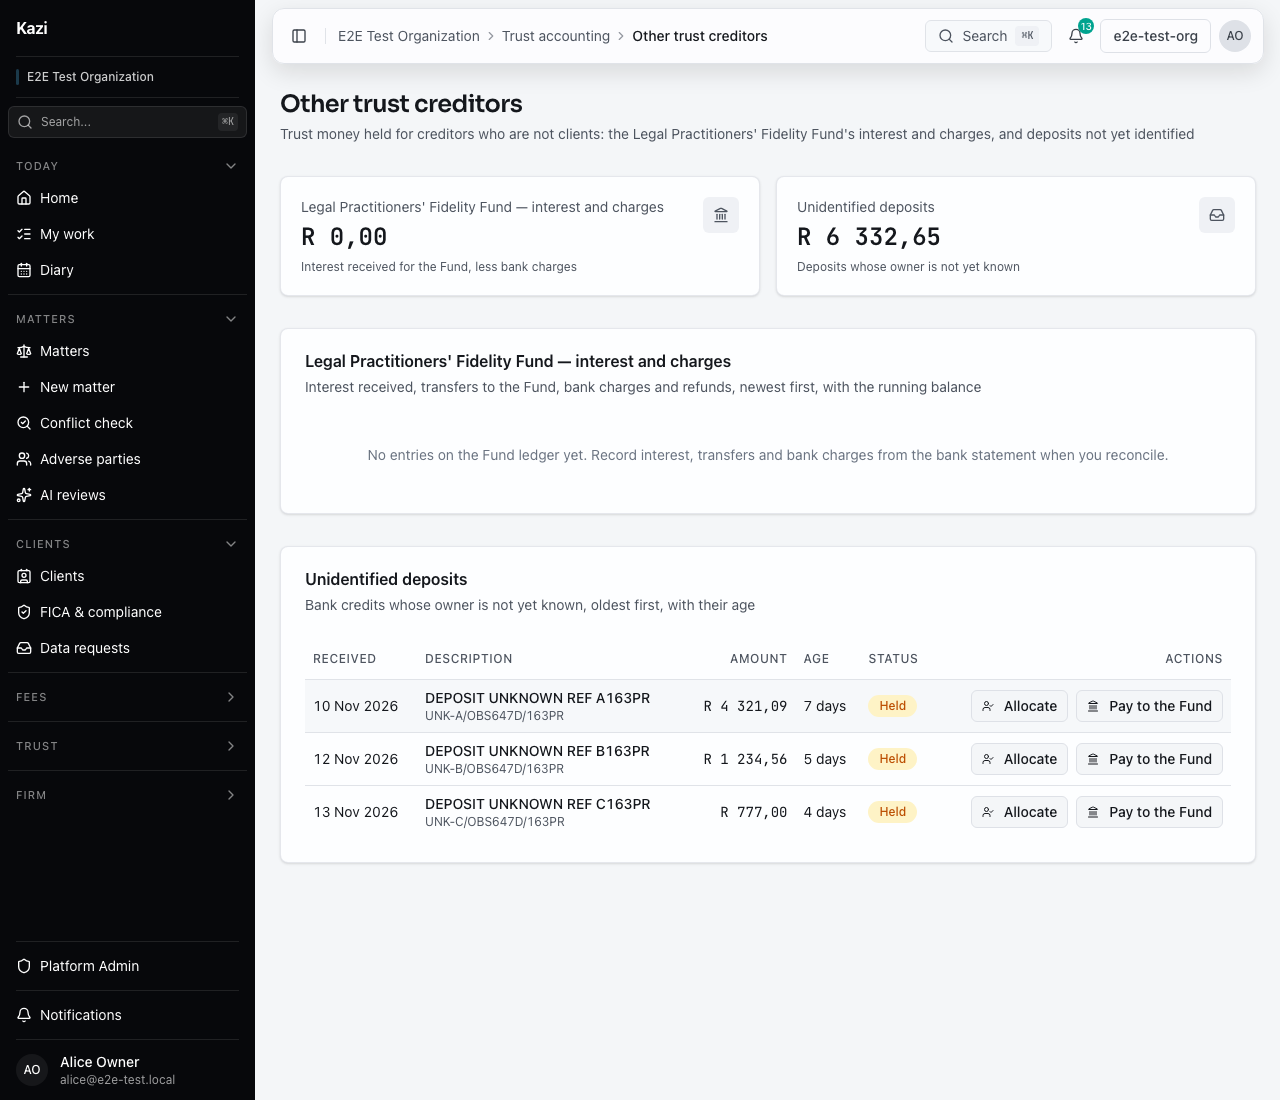 Kazi
E2E Test Organization
Search... ⌘K
TODAY
Home
My work
Diary
MATTERS
Matters
New matter
Conflict check
Adverse parties
AI reviews
CLIENTS
Clients
FICA & compliance
Data requests
FEES
TRUST
FIRM
Platform Admin
Notifications
AO
Alice Owner
alice@e2e-test.local
E2E Test Organization > Trust accounting > Other trust creditors
Search ⌘K
13
e2e-test-org
AO
Other trust creditors
Trust money held for creditors who are not clients: the Legal Practitioners' Fidelity Fund's interest and charges, and deposits not yet identified
Legal Practitioners' Fidelity Fund — interest and charges
R 0,00
Interest received for the Fund, less bank charges
Unidentified deposits
R 6 332,65
Deposits whose owner is not yet known
Legal Practitioners' Fidelity Fund — interest and charges
Interest received, transfers to the Fund, bank charges and refunds, newest first, with the running balance
No entries on the Fund ledger yet. Record interest, transfers and bank charges from the bank statement when you reconcile.
Unidentified deposits
Bank credits whose owner is not yet known, oldest first, with their age
RECEIVED DESCRIPTION AMOUNT AGE STATUS ACTIONS
10 Nov 2026 DEPOSIT UNKNOWN REF A163PR R 4 321,09 7 days Held Allocate Pay to the Fund
UNK-A/OBS647D/163PR
12 Nov 2026 DEPOSIT UNKNOWN REF B163PR R 1 234,56 5 days Held Allocate Pay to the Fund
UNK-B/OBS647D/163PR
13 Nov 2026 DEPOSIT UNKNOWN REF C163PR R 777,00 4 days Held Allocate Pay to the Fund
UNK-C/OBS647D/163PR